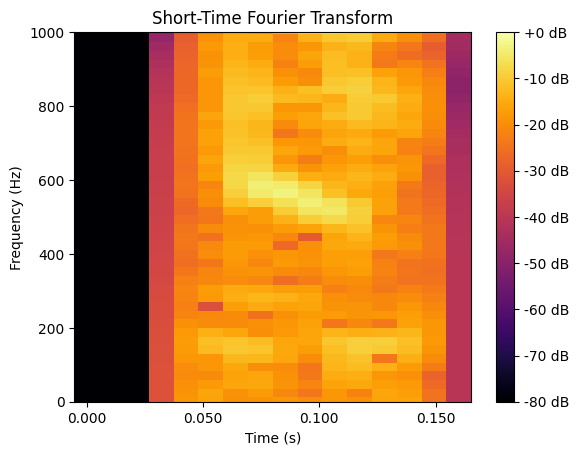 Short-Time Fourier Transform
Frequency (Hz)
1000
800
600
400
200
0
0.000
0.050
0.100
0.150
Time (s)
+0 dB
-10 dB
-20 dB
-30 dB
-40 dB
-50 dB
-60 dB
-70 dB
-80 dB